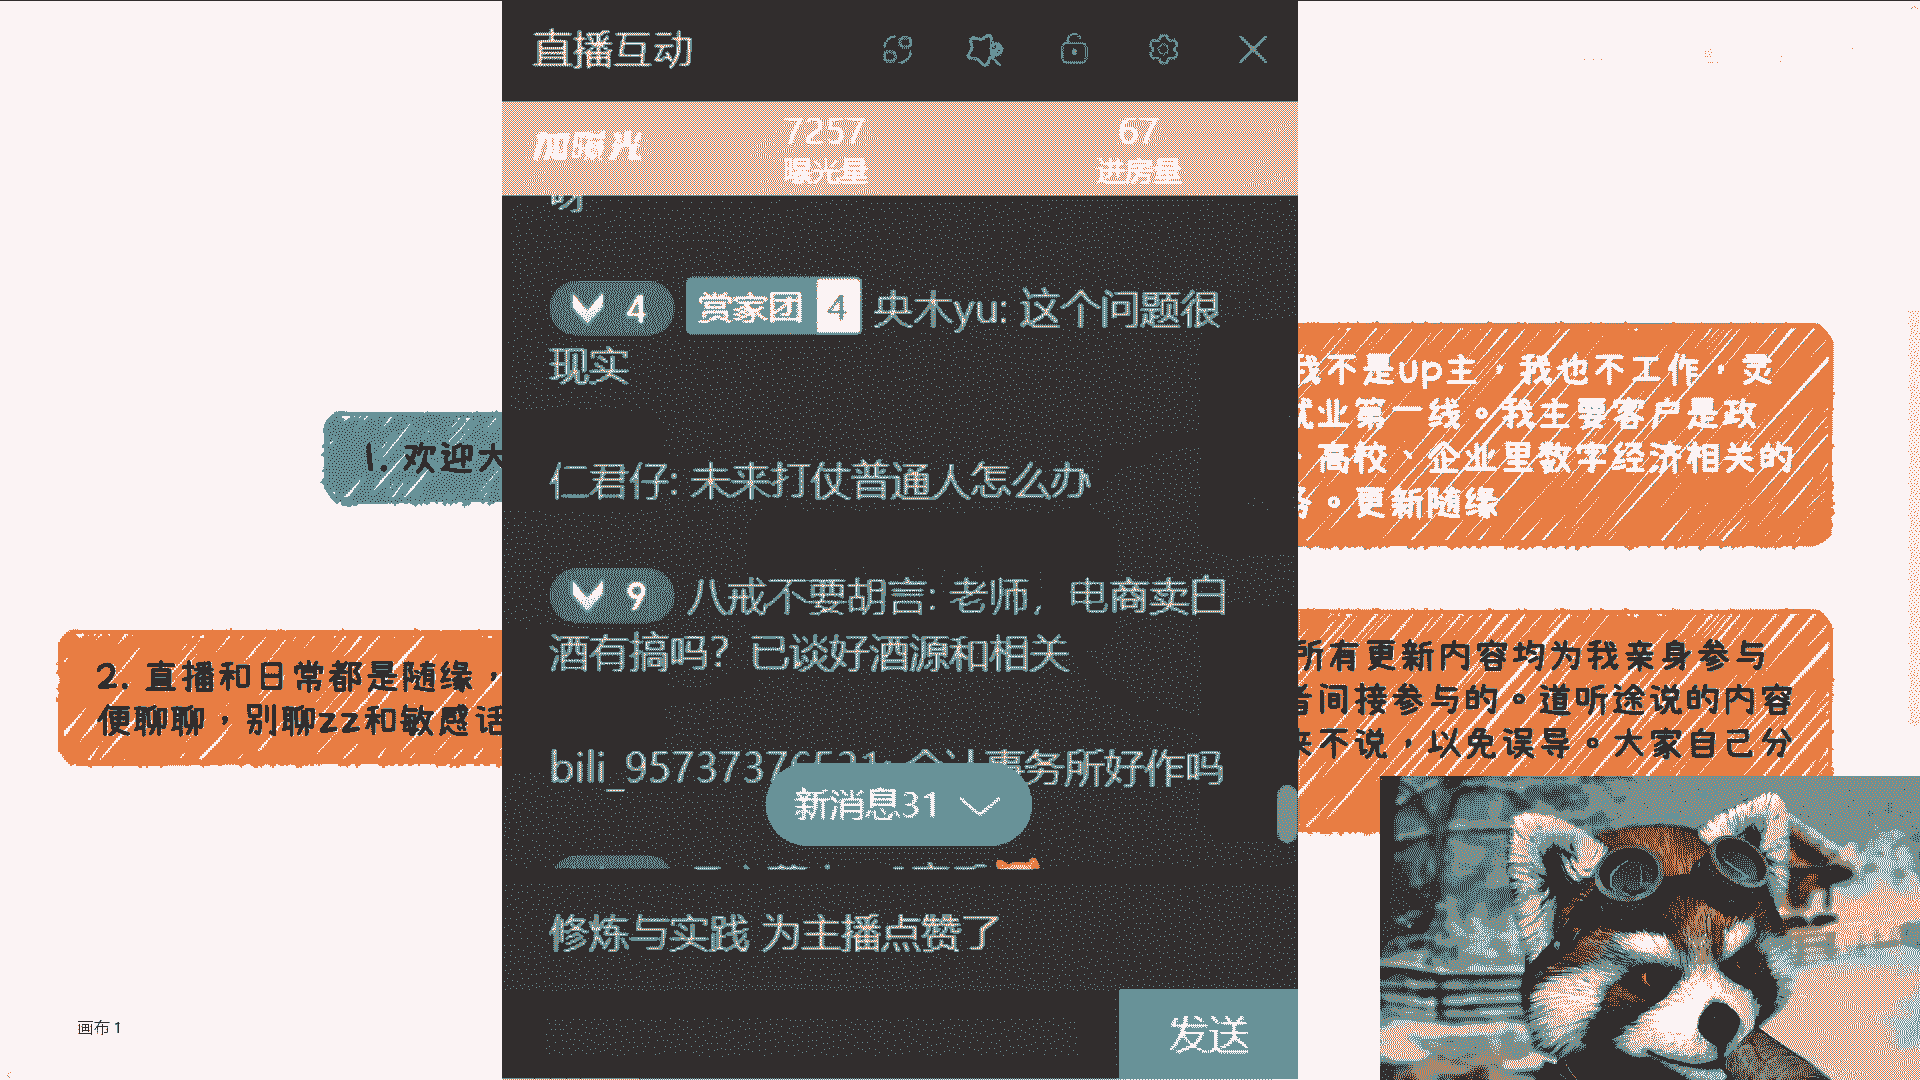 直播互动
加曝光
7257
曝光量
67
进房量
呀
4 赏家团 4 央木yu: 这个问题很
现实
仁君仔: 未来打仗普通人怎么办
9 八戒不要胡言: 老师，电商卖白
酒有搞吗？已谈好酒源和相关
bili_95737376521: 会计事务所好作吗
新消息31
修炼与实践 为主播点赞了
发送
1. 欢迎大
2. 直播和日常都是随缘，
便聊聊，别聊zz和敏感话
我不是up主，我也不工作，灵
就业第一线。我主要客户是政
、高校、企业里数字经济相关的
务。更新随缘
所有更新内容均为我亲身参与
者间接参与的。道听途说的内容
来不说，以免误导。大家自己分
画布 1